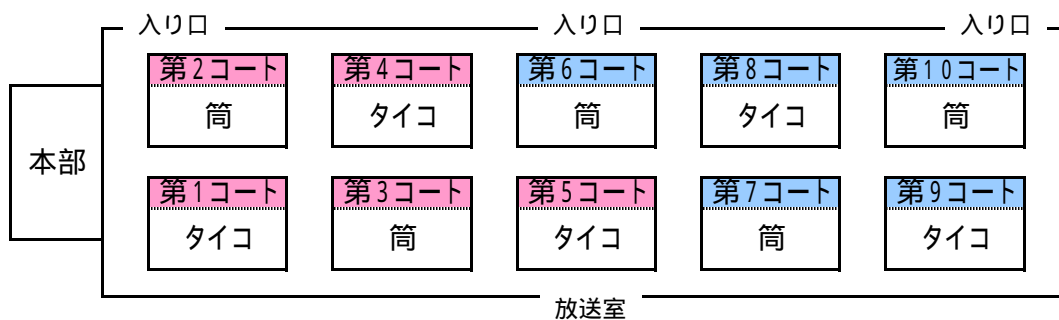 入り口 入り口 入り口
第2コート 第4コート 第6コート 第8コート 第10コート
筒 タイコ 筒 タイコ 筒
本部
第1コート 第3コート 第5コート 第7コート 第9コート
タイコ 筒 タイコ 筒 タイコ
放送室